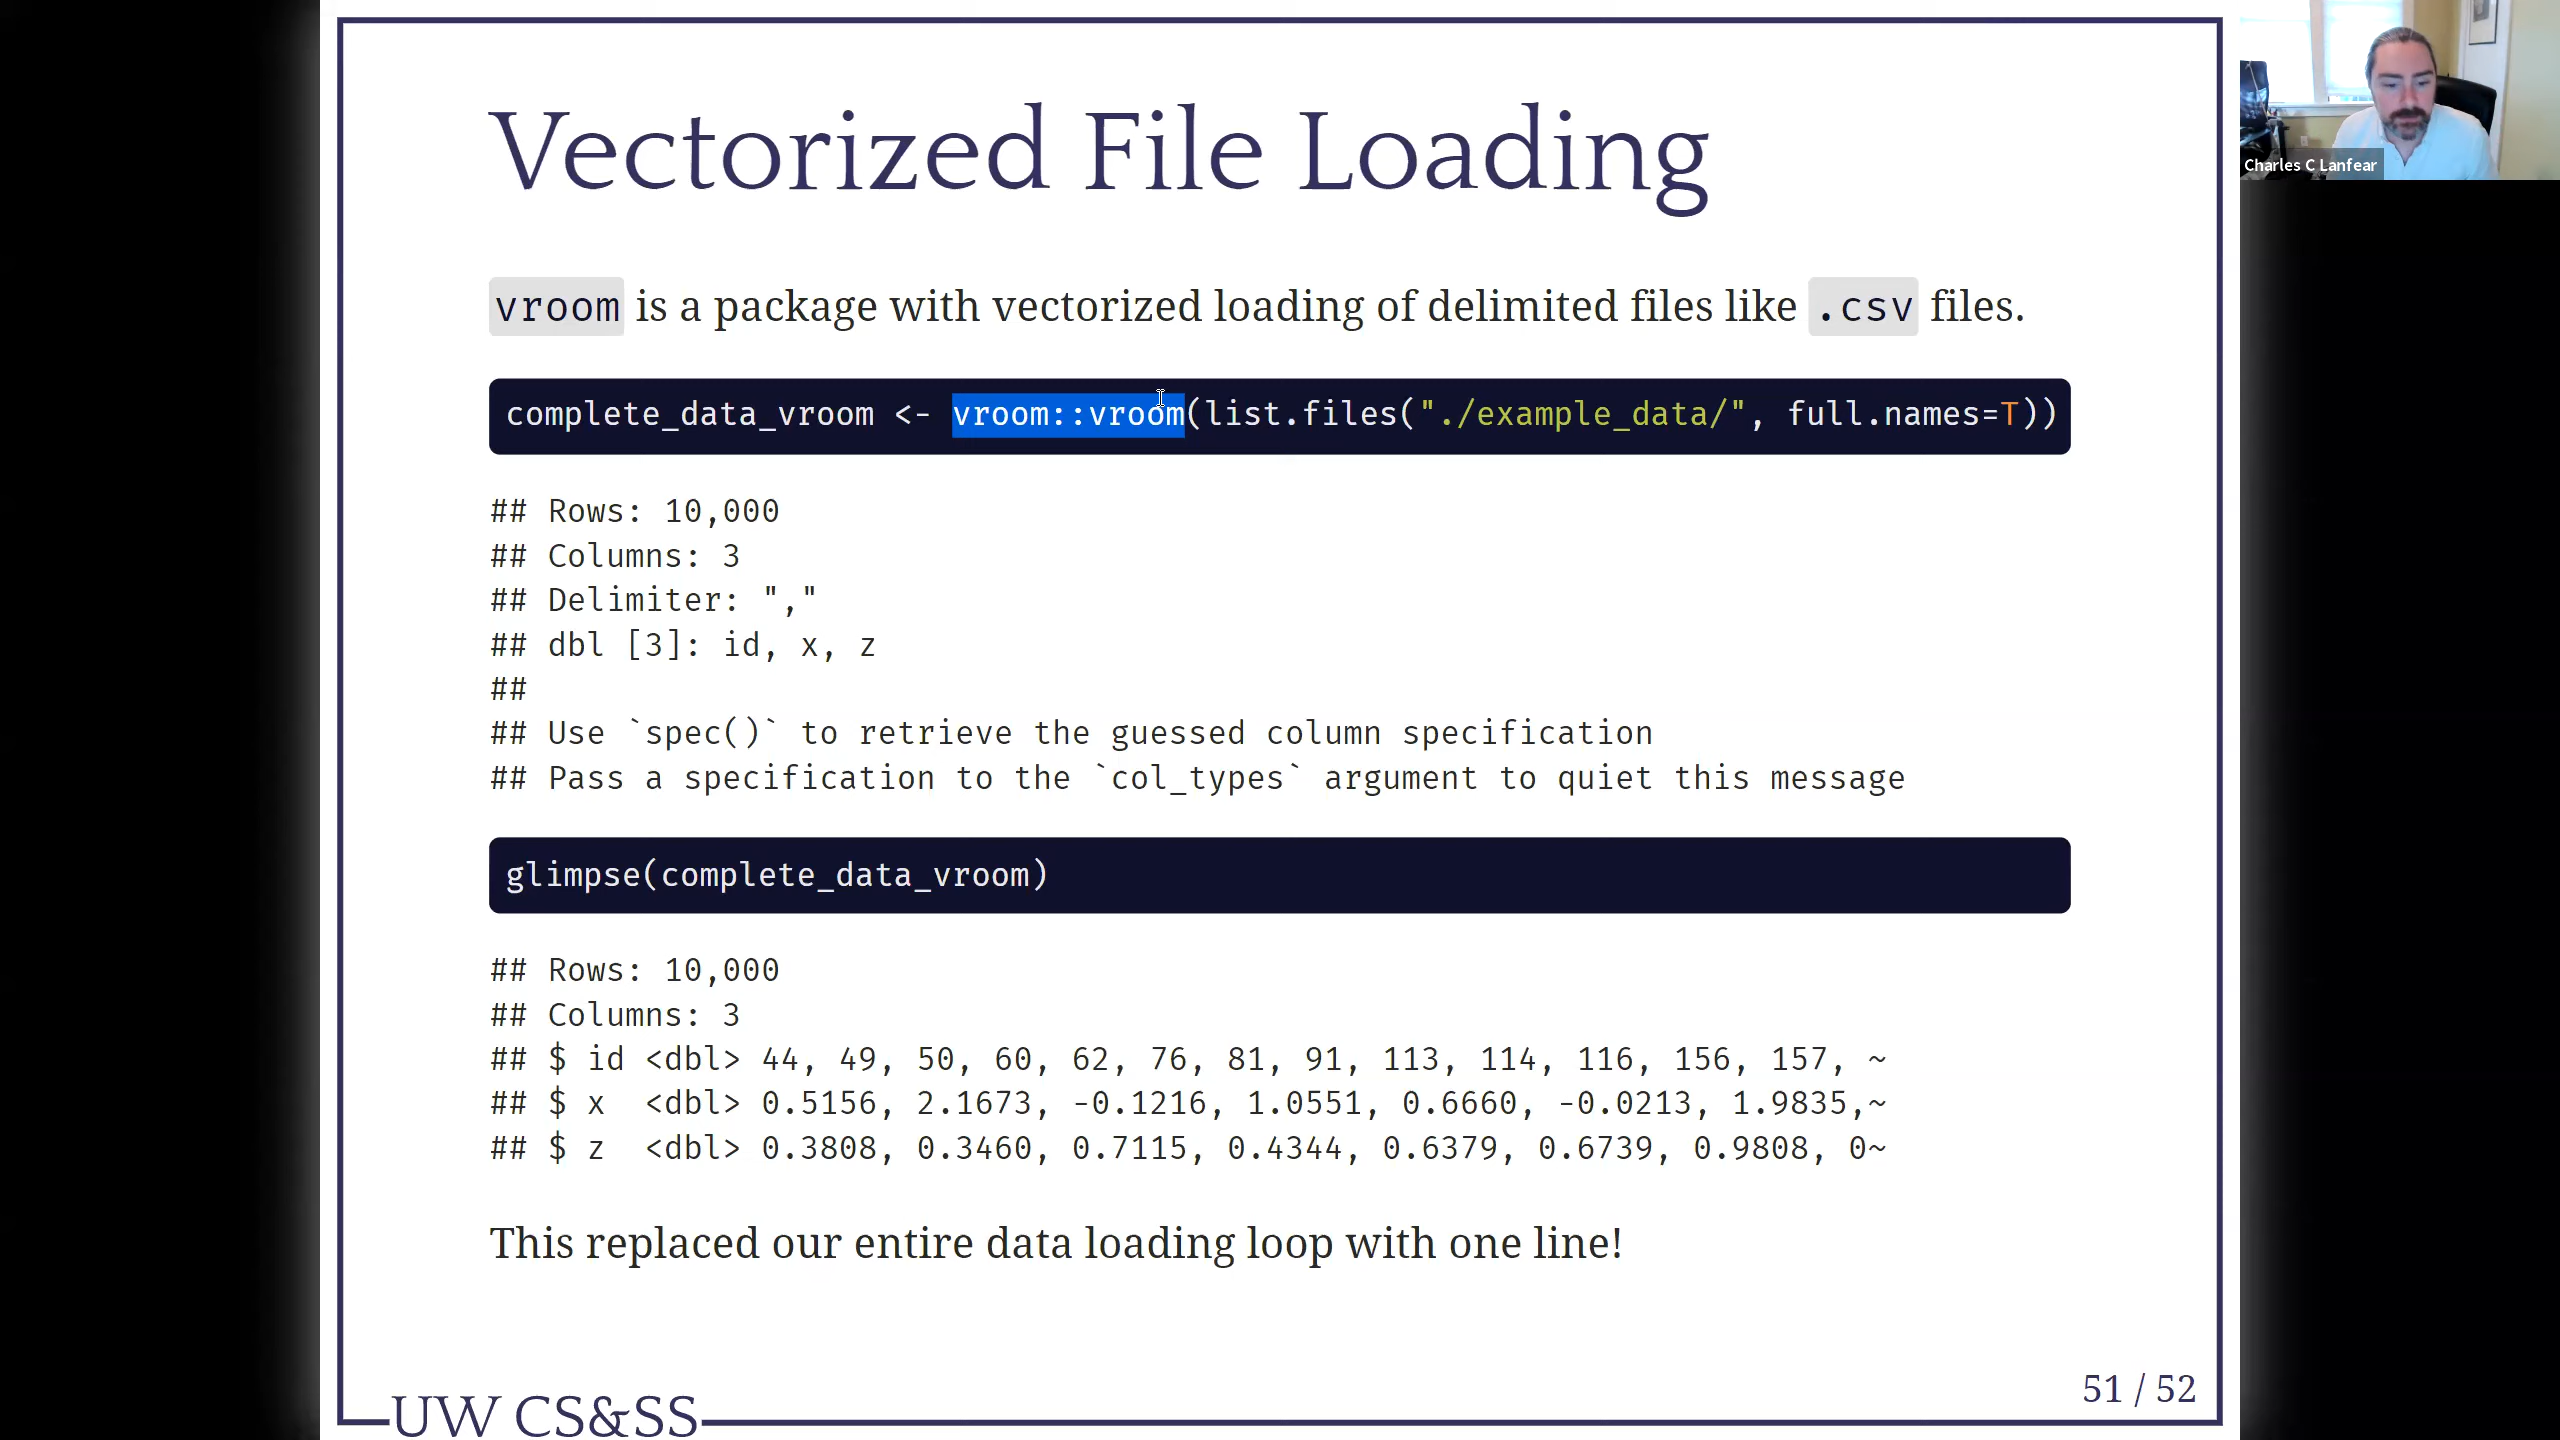 Vectorized File Loading
Charles C Lanfear
vroom is a package with vectorized loading of delimited files like .csv files.
complete_data_vroom <- vroom::vroom(list.files("./example_data/", full.names=T))
## Rows: 10,000
## Columns: 3
## Delimiter: ","
## dbl [3]: id, x, z
##
## Use `spec()` to retrieve the guessed column specification
## Pass a specification to the `col_types` argument to quiet this message
glimpse(complete_data_vroom)
## Rows: 10,000
## Columns: 3
## $ id <dbl> 44, 49, 50, 60, 62, 76, 81, 91, 113, 114, 116, 156, 157, ~
## $ x  <dbl> 0.5156, 2.1673, -0.1216, 1.0551, 0.6660, -0.0213, 1.9835,~
## $ z  <dbl> 0.3808, 0.3460, 0.7115, 0.4344, 0.6379, 0.6739, 0.9808, 0~
This replaced our entire data loading loop with one line!
51 / 52
UW CS&SS